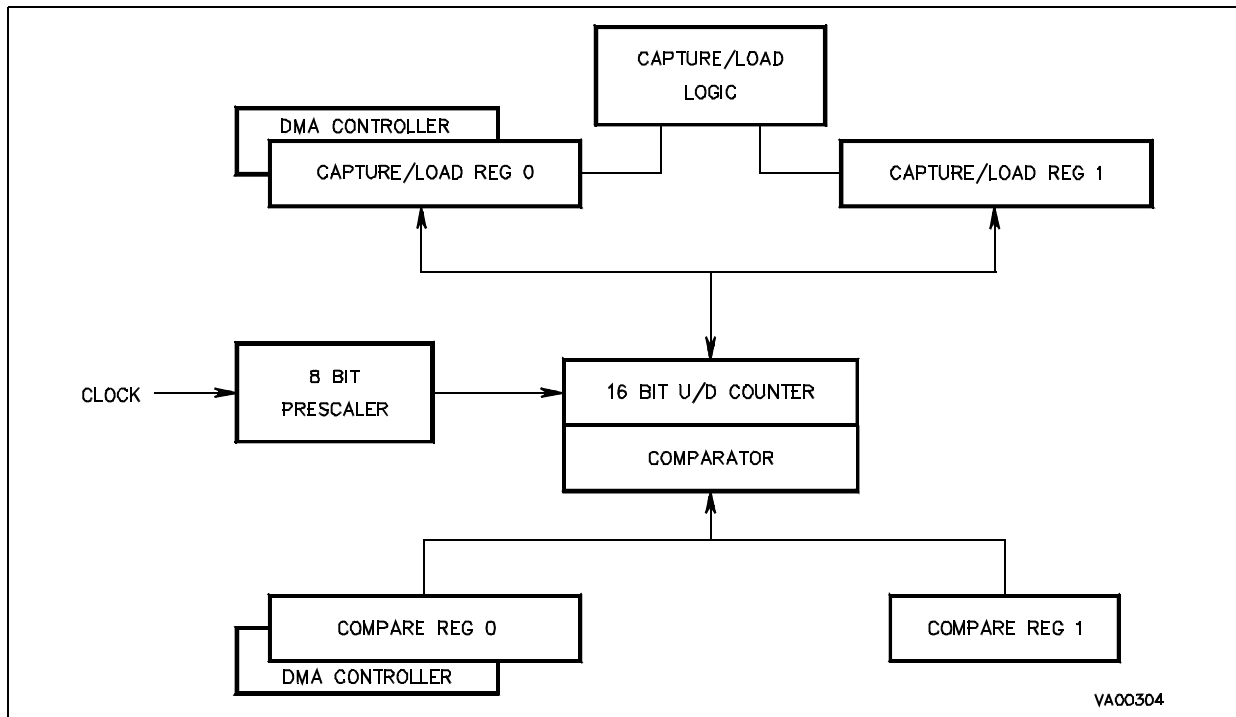 CAPTURE/LOAD
LOGIC
DMA CONTROLLER
CAPTURE/LOAD REG 0
CAPTURE/LOAD REG 1
CLOCK
8 BIT
PRESCALER
16 BIT U/D COUNTER
COMPARATOR
COMPARE REG 0
COMPARE REG 1
DMA CONTROLLER
VA00304